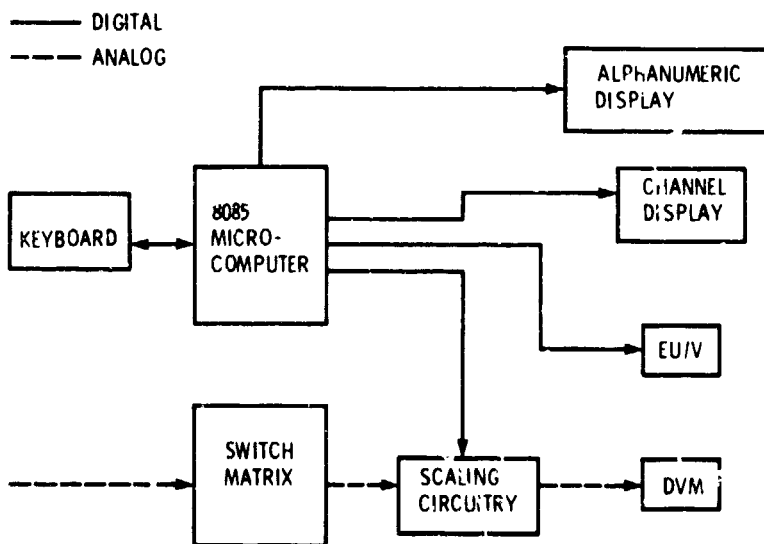 DIGITAL
ANALOG
ALPHANUMERIC
DISPLAY
CHANNEL
DISPLAY
8085
MICRO-
COMPUTER
KEYBOARD
EU/V
SWITCH
MATRIX
SCALING
CIRCUITRY
DVM